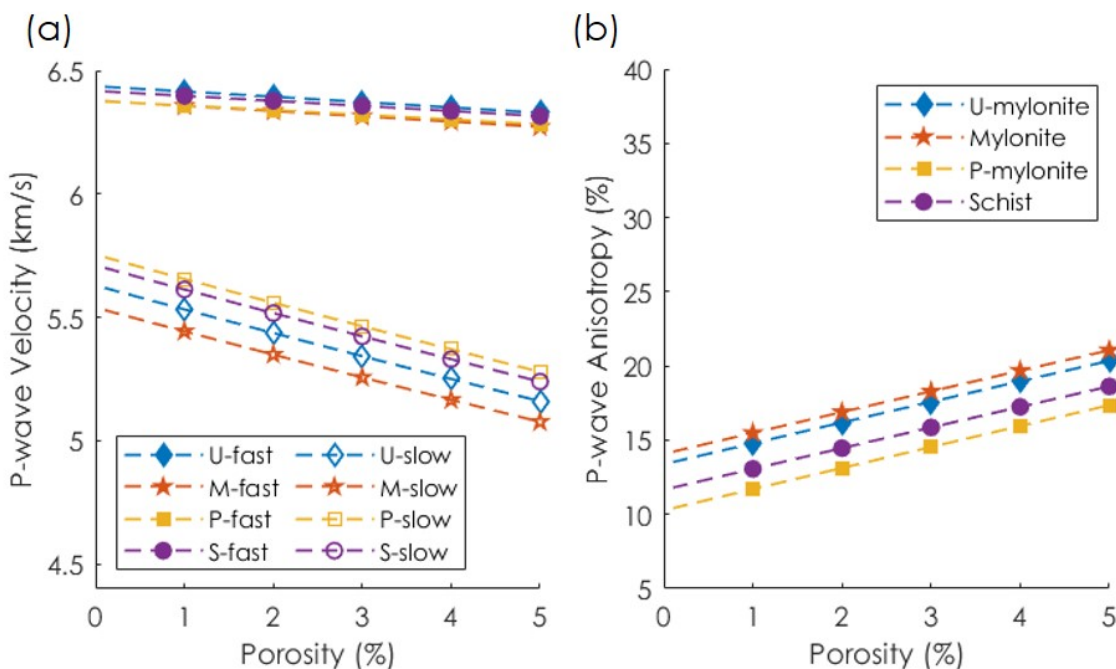 (a)
P-wave Velocity (km/s)
6.5
6
5.5
5
4.5
U-fast U-slow
M-fast M-slow
P-fast P-slow
S-fast S-slow
0 1 2 3 4 5
Porosity (%)
(b)
P-wave Anisotropy (%)
40
35
30
25
20
15
10
5
U-mylonite
Mylonite
P-mylonite
Schist
0 1 2 3 4 5
Porosity (%)